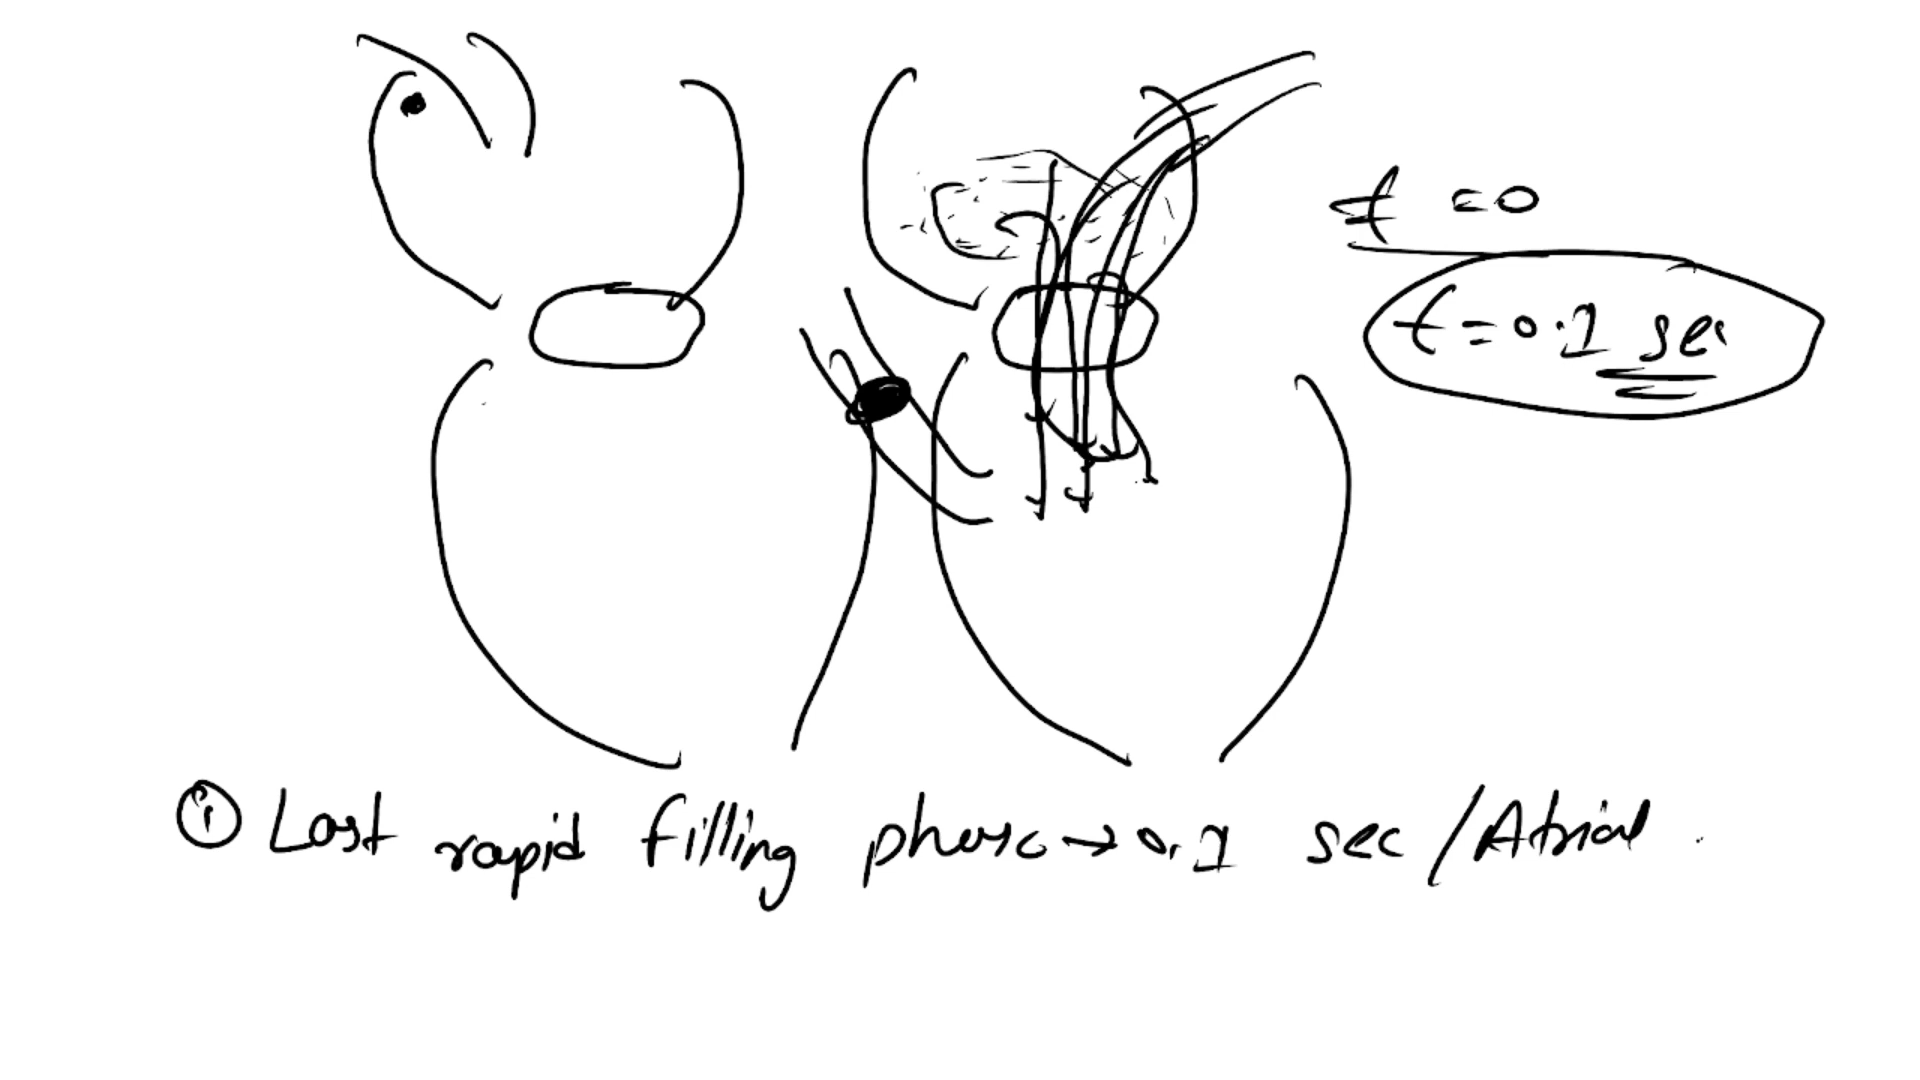 t = 0
t = 0.1 sec
① Last rapid filling phase → 0.1 sec / Atrial